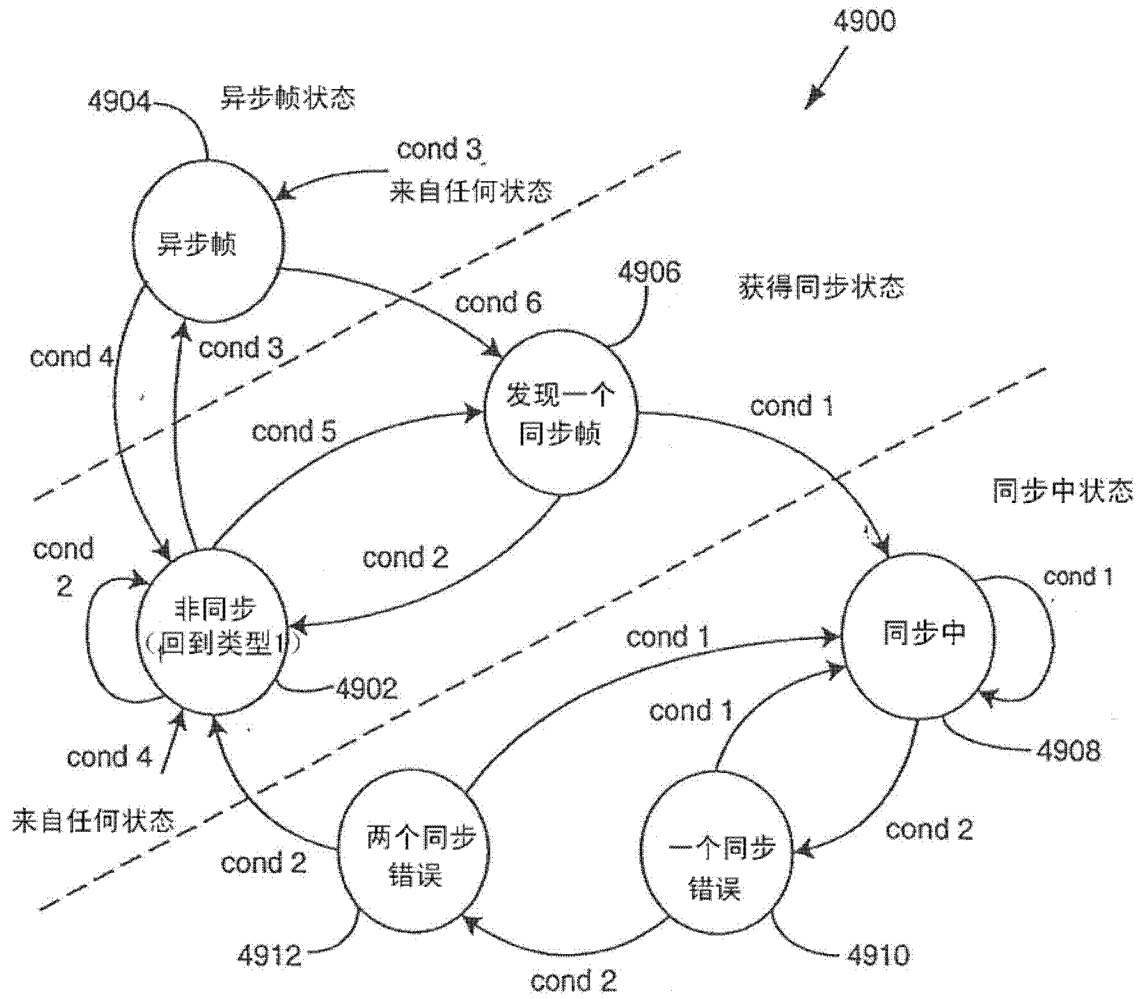 4900
4904
异步帧状态
cond 3
来自任何状态
异步帧
4906
获得同步状态
cond 6
cond 4
cond 3
发现一个
同步帧
cond 5
cond 1
同步中状态
cond
2
cond 2
cond 1
非同步
(回到类型1)
同步中
cond 1
4902
cond 1
4908
cond 4
来自任何状态
cond 2
两个同步
错误
一个同步
错误
cond 2
4912
4910
cond 2